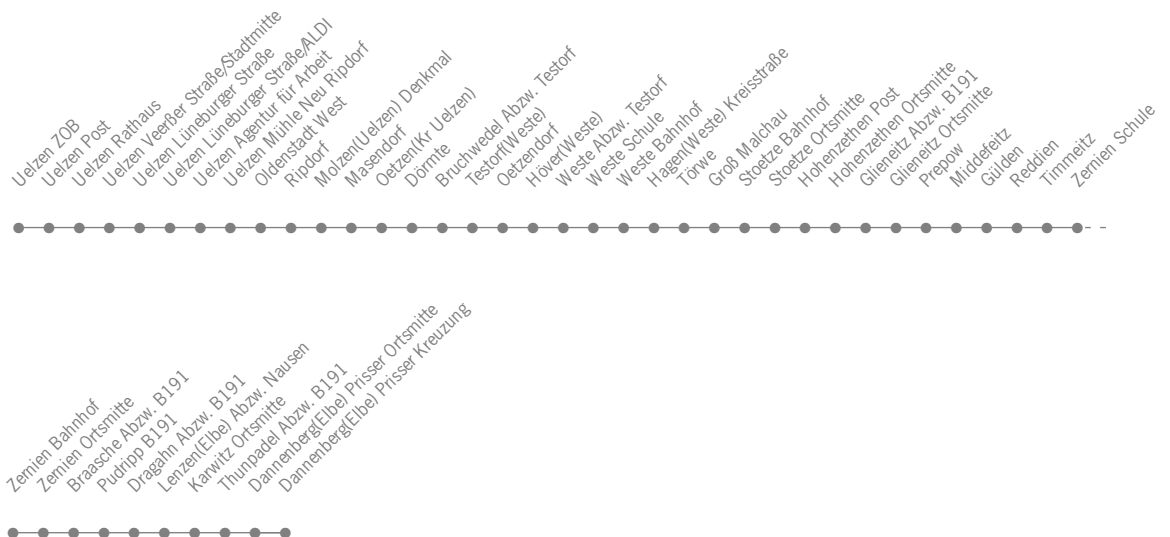 Uelzen ZOB
Uelzen Post
Uelzen Rathaus
Uelzen Veerßer Straße/Stadtmitte
Uelzen Lüneburger Straße
Uelzen Lüneburger Straße/ALDI
Uelzen Agentur für Arbeit
Uelzen Mühle Neu Ripdorf
Oldenstadt West
Ripdorf
Molzen(Uelzen) Denkmal
Masendorf
Oetzen(Kr Uelzen)
Dörmte
Bruchwedel Abzw. Testorf
Testorf(Weste)
Oetzendorf
Höver(Weste)
Weste Abzw. Testorf
Weste Schule
Weste Bahnhof
Hagen(Weste) Kreisstraße
Törwe
Groß Malchau
Stoetze Bahnhof
Stoetze Ortsmitte
Hohenzethen Post
Hohenzethen Ortsmitte
Glieneitz Abzw. B191
Glieneitz Ortsmitte
Prepow
Middefeitz
Gülden
Reddien
Timmeitz
Zernien Schule
Zernien Bahnhof
Zernien Ortsmitte
Braasche Abzw. B191
Pudripp B191
Dragahn Abzw. B191
Lenzen(Elbe) Abzw. Nausen
Karwitz Ortsmitte
Thunpadel Abzw. B191
Dannenberg(Elbe) Prisser Ortsmitte
Dannenberg(Elbe) Prisser Kreuzung